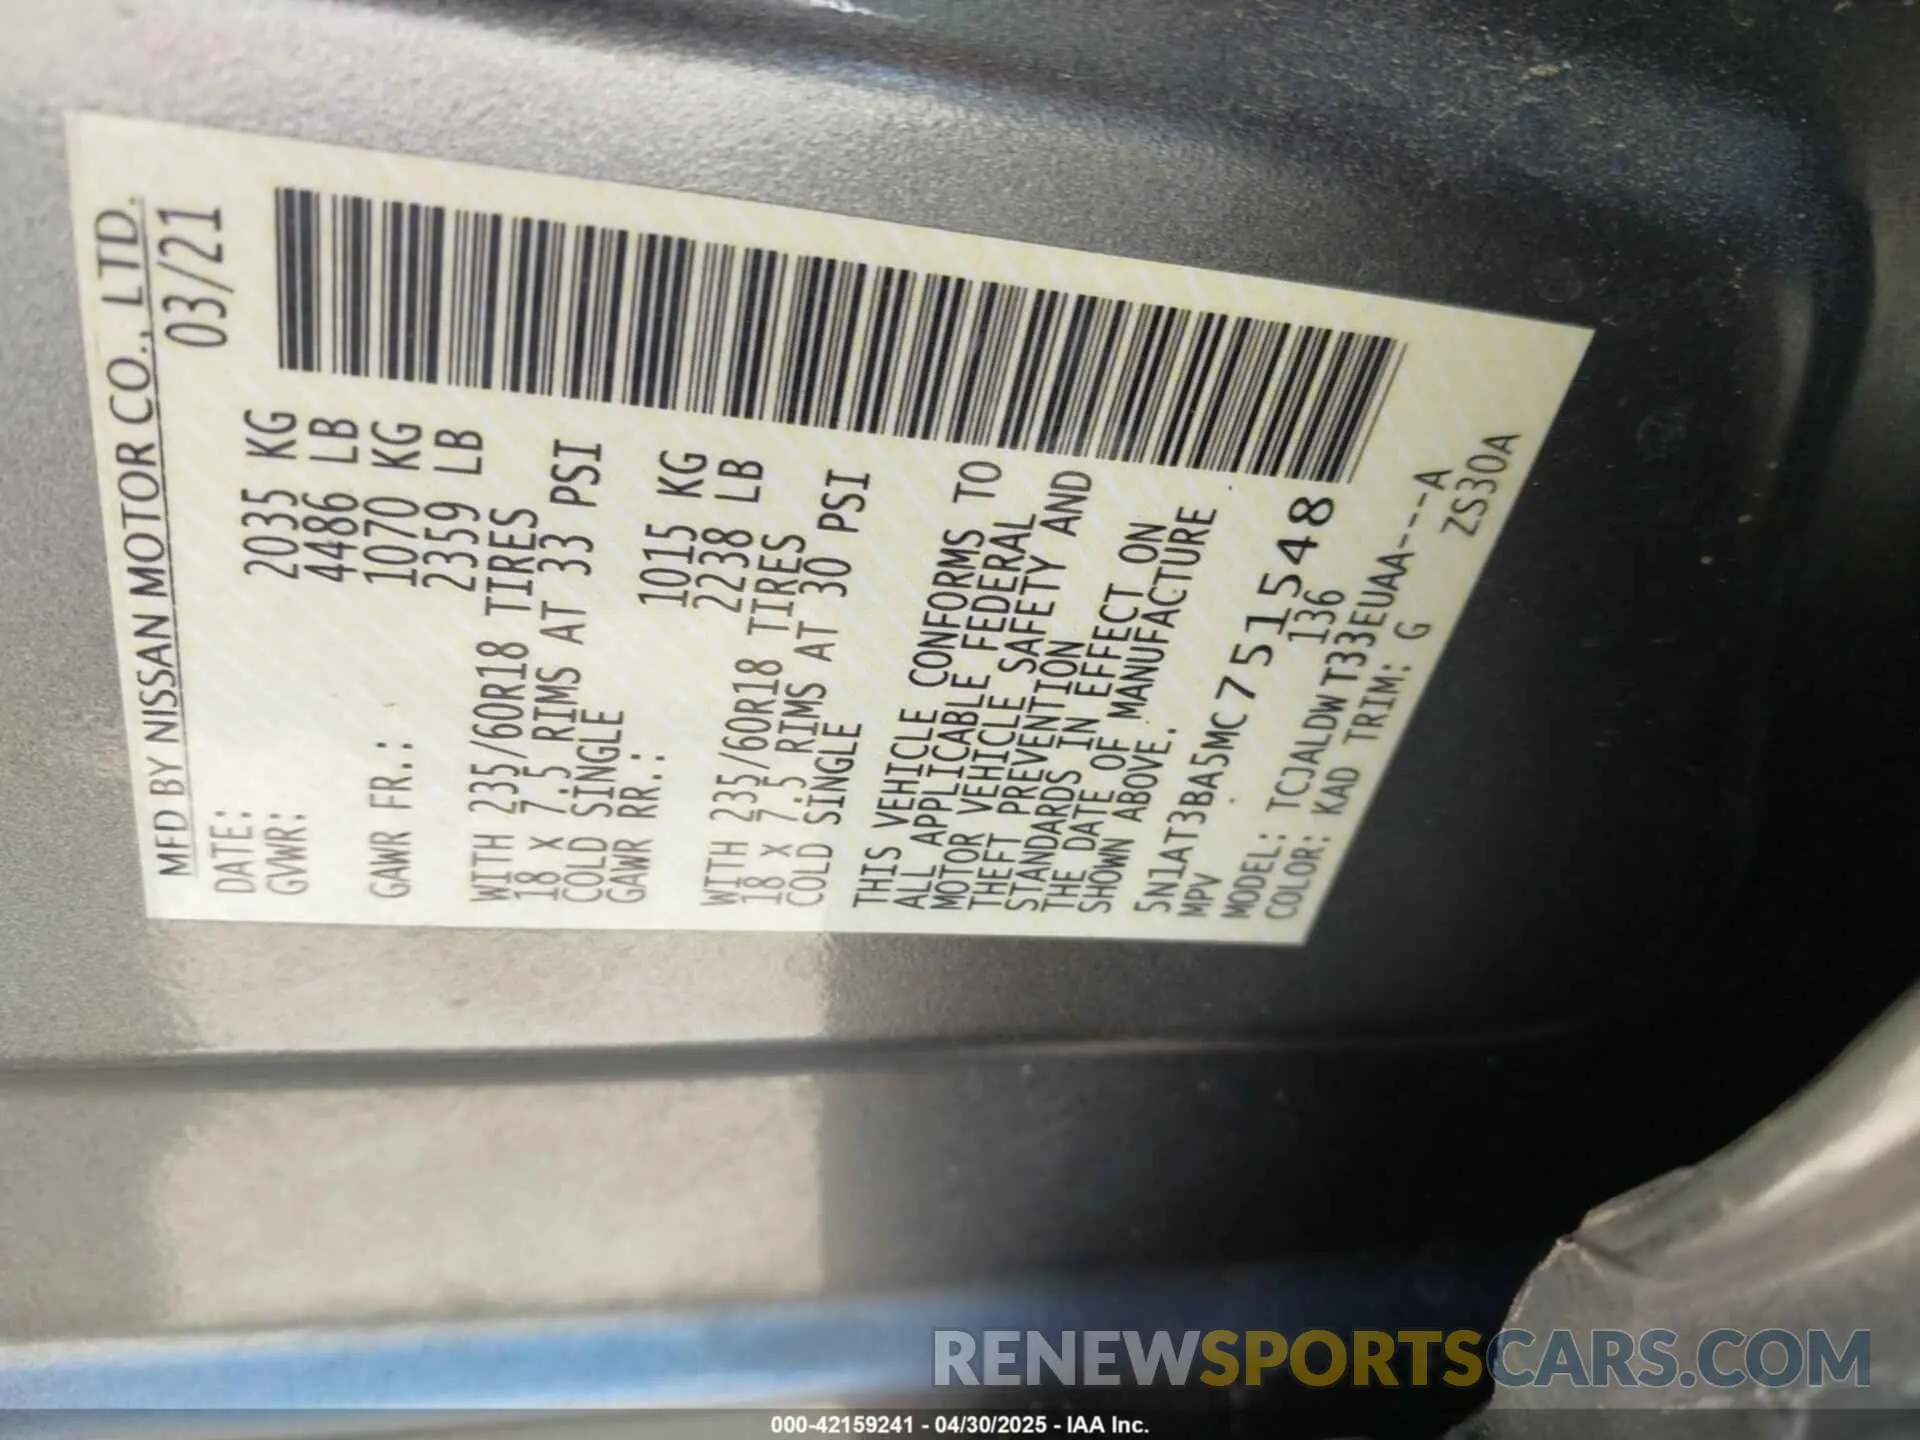 MFD BY NISSAN MOTOR CO., LTD.
DATE: 03/21
GVWR: 2035 KG
4486 LB
GAWR FR.: 1070 KG
2359 LB
WITH 235/60R18 TIRES
18 X 7.5 RIMS AT 33 PSI
COLD SINGLE
GAWR RR.: 1015 KG
2238 LB
WITH 235/60R18 TIRES
18 X 7.5 RIMS AT 30 PSI
COLD SINGLE
THIS VEHICLE CONFORMS TO
ALL APPLICABLE FEDERAL
MOTOR VEHICLE SAFETY AND
THEFT PREVENTION
STANDARDS IN EFFECT ON
THE DATE OF MANUFACTURE
SHOWN ABOVE.
5N1AT3BA5MC751548
MPV 136
MODEL: TCJALDWT33EUAA---A
COLOR: KAD TRIM: G ZS30A
RENEWSPORTSCARS.COM
000-42159241 - 04/30/2025 - IAA Inc.